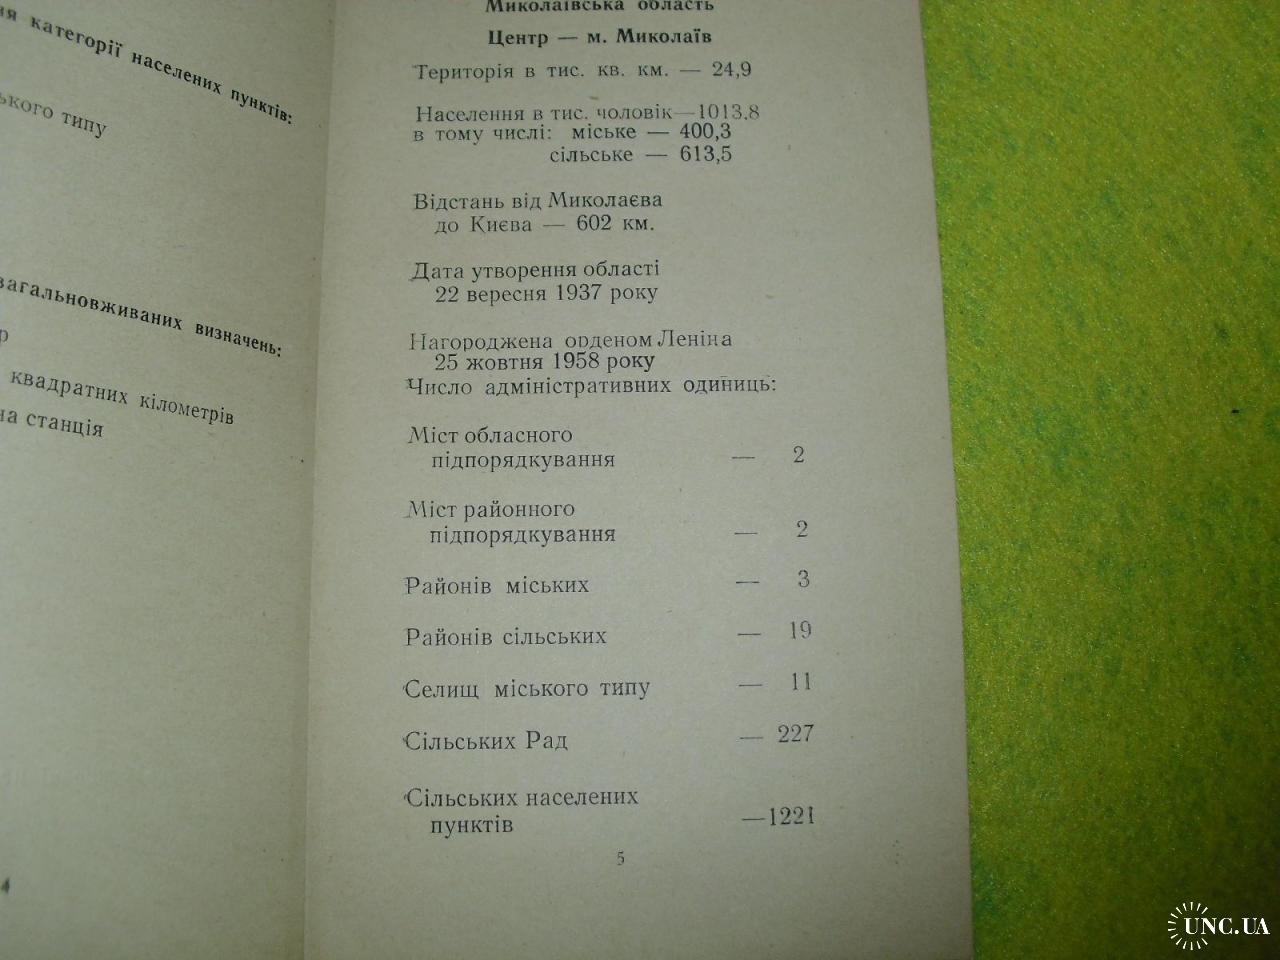 ня категорії населених пунктів:
ького типу
загальновживаних визначень:
р
квадратних кілометрів
на станція
4
Миколаївська область
Центр — м. Миколаїв
Територія в тис. кв. км. — 24,9
Населення в тис. чоловік—1013,8
в тому числі: міське — 400,3
сільське — 613,5
Відстань від Миколаєва
до Києва — 602 км.
Дата утворення області
22 вересня 1937 року
Нагороджена орденом Леніна
25 жовтня 1958 року
Число адміністративних одиниць:
Міст обласного
підпорядкування — 2
Міст районного
підпорядкування — 2
Районів міських — 3
Районів сільських — 19
Селищ міського типу — 11
Сільських Рад — 227
Сільських населених
пунктів —1221
5
UNC.UA